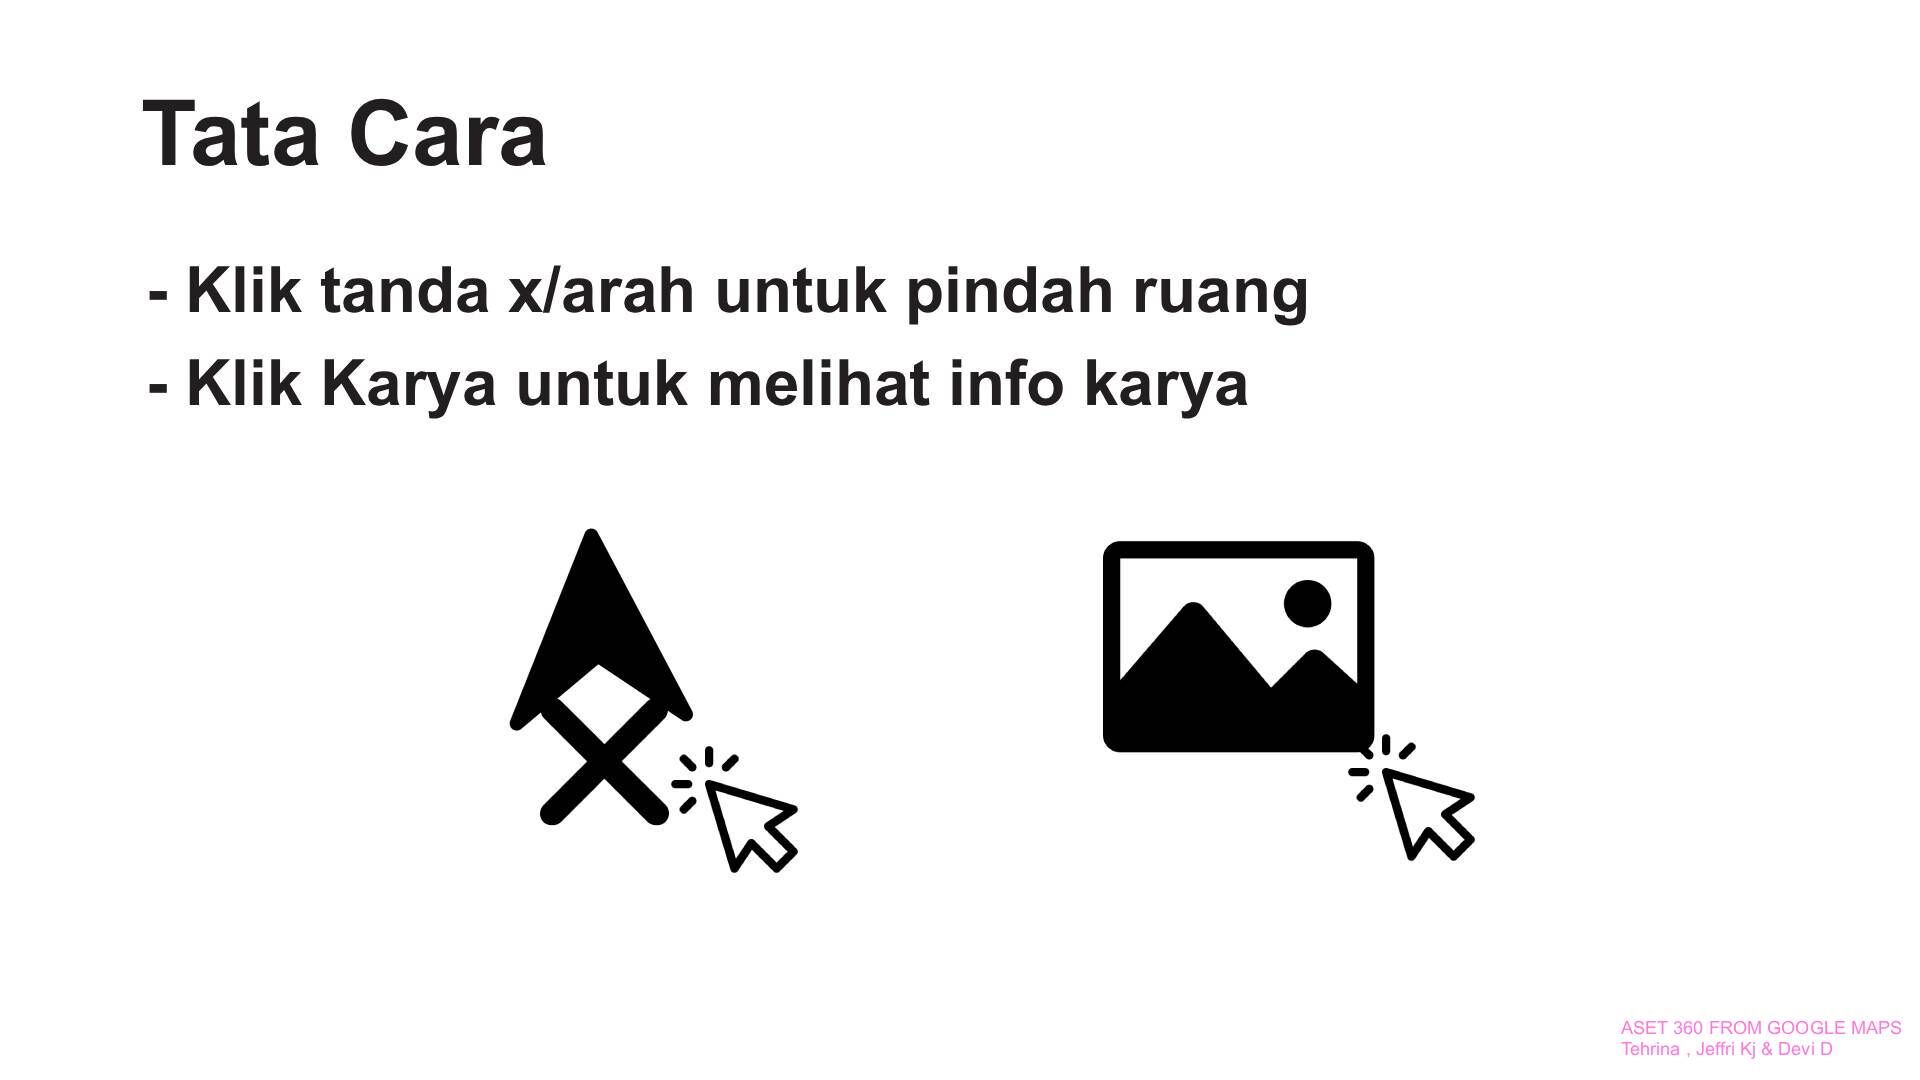 Tata Cara
- Klik tanda x/arah untuk pindah ruang
- Klik Karya untuk melihat info karya
ASET 360 FROM GOOGLE MAPS
Tehrina , Jeffri Kj & Devi D